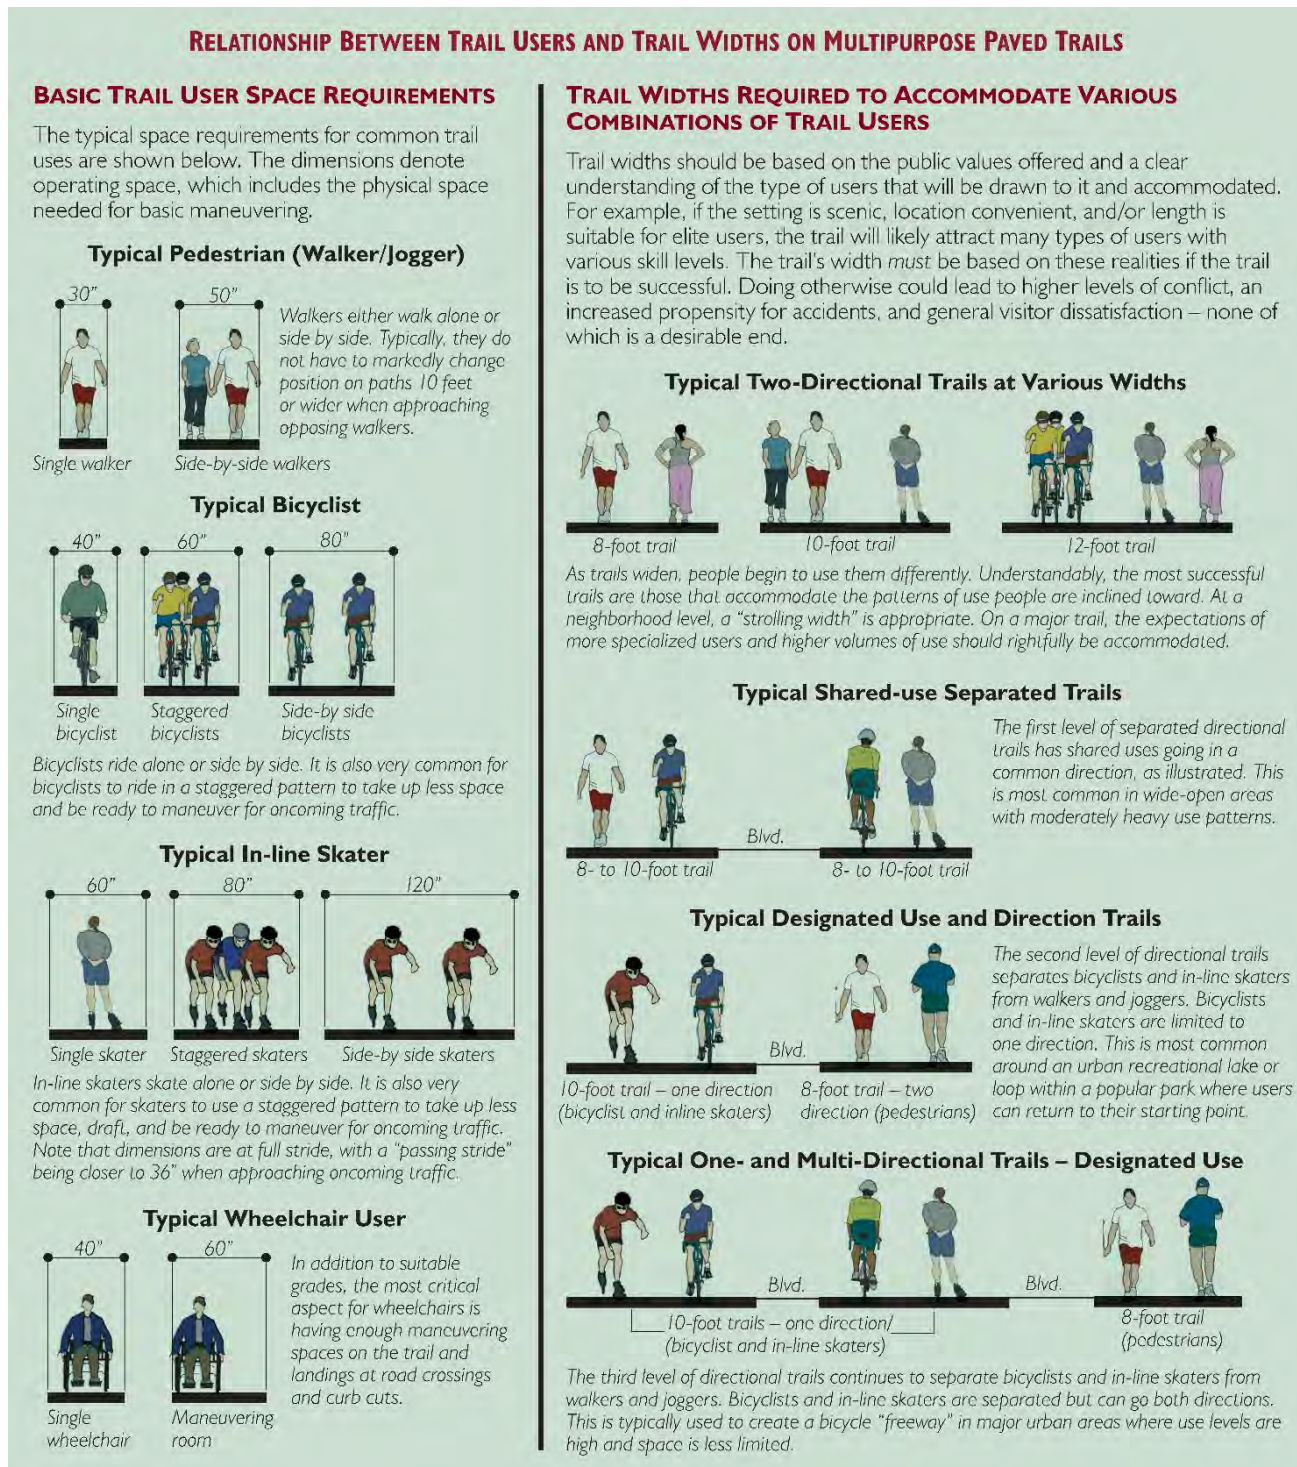 RELATIONSHIP BETWEEN TRAIL USERS AND TRAIL WIDTHS ON MULTIPURPOSE PAVED TRAILS
BASIC TRAIL USER SPACE REQUIREMENTS
The typical space requirements for common trail
uses are shown below. The dimensions denote
operating space, which includes the physical space
needed for basic maneuvering.
Typical Pedestrian (Walker/Jogger)
30"
50"
Walkers either walk alone or
side by side. Typically, they do
not have to markedly change
position on paths 10 feet
or wider when approaching
opposing walkers.
Single walker
Side-by-side walkers
Typical Bicyclist
40"
60"
80"
Single
bicyclist
Staggered
bicyclists
Side-by side
bicyclists
Bicyclists ride alone or side by side. It is also very common for
bicyclists to ride in a staggered pattern to take up less space
and be ready to maneuver for oncoming traffic.
Typical In-line Skater
60"
80"
120"
Single skater
Staggered skaters
Side-by side skaters
In-line skaters skate alone or side by side. It is also very
common for skaters to use a staggered pattern to take up less
space, draft, and be ready to maneuver for oncoming traffic.
Note that dimensions are at full stride, with a "passing stride"
being closer to 36" when approaching oncoming traffic.
Typical Wheelchair User
40"
60"
In addition to suitable
grades, the most critical
aspect for wheelchairs is
having enough maneuvering
spaces on the trail and
landings at road crossings
and curb cuts.
Single
wheelchair
Maneuvering
room
TRAIL WIDTHS REQUIRED TO ACCOMMODATE VARIOUS
COMBINATIONS OF TRAIL USERS
Trail widths should be based on the public values offered and a clear
understanding of the type of users that will be drawn to it and accommodated.
For example, if the setting is scenic, location convenient, and/or length is
suitable for elite users, the trail will likely attract many types of users with
various skill levels. The trail's width must be based on these realities if the trail
is to be successful. Doing otherwise could lead to higher levels of conflict, an
increased propensity for accidents, and general visitor dissatisfaction – none of
which is a desirable end.
Typical Two-Directional Trails at Various Widths
8-foot trail
10-foot trail
12-foot trail
As trails widen, people begin to use them differently. Understandably, the most successful
trails are those that accommodate the patterns of use people are inclined toward. At a
neighborhood level, a "strolling width" is appropriate. On a major trail, the expectations of
more specialized users and higher volumes of use should rightfully be accommodated.
Typical Shared-use Separated Trails
The first level of separated directional
trails has shared uses going in a
common direction, as illustrated. This
is most common in wide-open areas
with moderately heavy use patterns.
Blvd.
8- to 10-foot trail
8- to 10-foot trail
Typical Designated Use and Direction Trails
The second level of directional trails
separates bicyclists and in-line skaters
from walkers and joggers. Bicyclists
and in-line skaters are limited to
one direction. This is most common
around an urban recreational lake or
loop within a popular park where users
can return to their starting point.
Blvd.
10-foot trail – one direction
(bicyclist and inline skaters)
8-foot trail – two
direction (pedestrians)
Typical One- and Multi-Directional Trails – Designated Use
Blvd.
Blvd.
10-foot trails – one direction/
(bicyclist and in-line skaters)
8-foot trail
(pedestrians)
The third level of directional trails continues to separate bicyclists and in-line skaters from
walkers and joggers. Bicyclists and in-line skaters are separated but can go both directions.
This is typically used to create a bicycle "freeway" in major urban areas where use levels are
high and space is less limited.